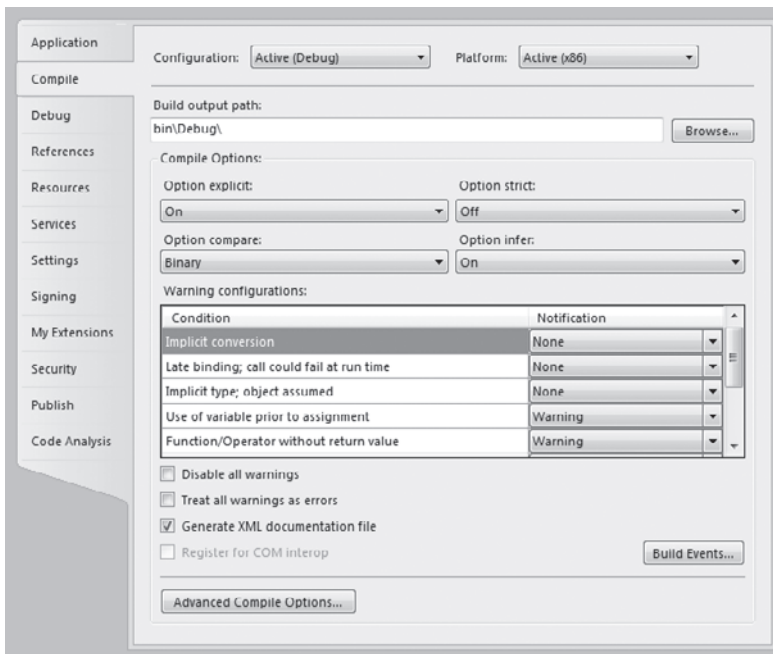 Application
Compile
Debug
References
Resources
Services
Settings
Signing
My Extensions
Security
Publish
Code Analysis
Configuration: Active (Debug) Platform: Active (x86)
Build output path:
bin\Debug\ Browse...
Compile Options:
Option explicit: Option strict:
On Off
Option compare: Option infer:
Binary On
Warning configurations:
Condition Notification
Implicit conversion None
Late binding; call could fail at run time None
Implicit type; object assumed None
Use of variable prior to assignment Warning
Function/Operator without return value Warning
Disable all warnings
Treat all warnings as errors
Generate XML documentation file
Register for COM interop Build Events...
Advanced Compile Options...